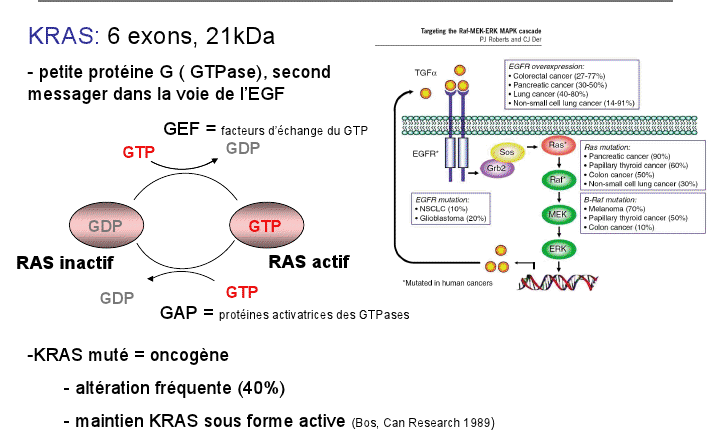 KRAS: 6 exons, 21kDa
- petite protéine G ( GTPase), second
messager dans la voie de l'EGF
GEF = facteurs d'échange du GTP
GTP
GDP
GDP
GTP
RAS inactif
RAS actif
GDP
GTP
GAP = protéines activatrices des GTPases
-KRAS muté = oncogène
- altération fréquente (40%)
- maintien KRAS sous forme active (Bos, Can Research 1989)
Targeting the Raf-MEK-ERK MAPK cascade
PJ Roberts and CJ Der
TGFα
EGFR overexpression:
• Colorectal cancer (27-77%)
• Pancreatic cancer (30-50%)
• Lung cancer (40-80%)
• Non-small cell lung cancer (14-91%)
EGFR*
Sos
Grb2
Ras*
Ras mutation:
• Pancreatic cancer (90%)
• Papillary thyroid cancer (60%)
• Colon cancer (50%)
• Non-small cell lung cancer (30%)
Raf*
EGFR mutation:
• NSCLC (10%)
• Glioblastoma (20%)
MEK
B-Raf mutation:
• Melanoma (70%)
• Papillary thyroid cancer (50%)
• Colon cancer (10%)
ERK
*Mutated in human cancers